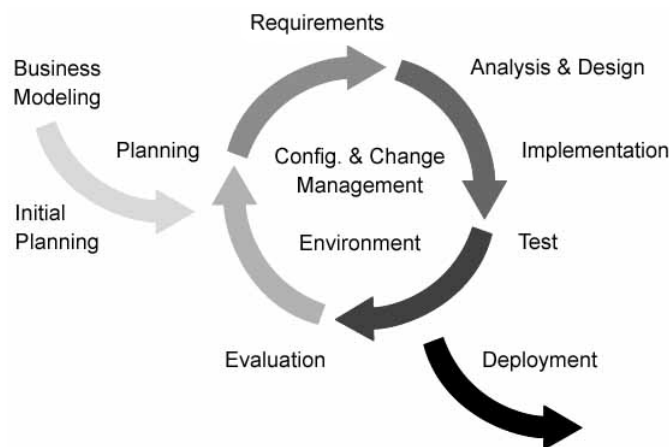 Requirements
Business
Modeling
Analysis & Design
Planning
Config. & Change
Management
Implementation
Initial
Planning
Environment
Test
Evaluation
Deployment